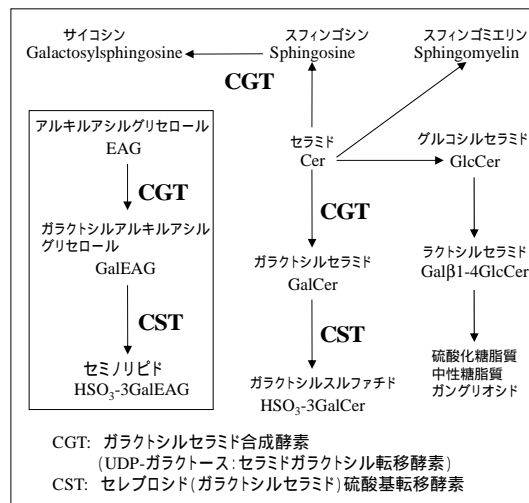 サイコシン
Galactosylsphingosine
スフィンゴシン
Sphingosine
スフィンゴミエリン
Sphingomyelin
CGT
アルキルアシルグリセロール
EAG
CGT
ガラクトシルアルキルアシル
グリセロール
GalEAG
CST
セミノリピド
HSO₃-3GalEAG
セラミド
Cer
CGT
ガラクトシルセラミド
GalCer
CST
ガラクトシルスルファチド
HSO₃-3GalCer
グルコシルセラミド
GlcCer
ラクトシルセラミド
Galβ1-4GlcCer
硫酸化糖脂質
中性糖脂質
ガングリオシド
CGT: ガラクトシルセラミド合成酵素
(UDP-ガラクトース:セラミドガラクトシル転移酵素)
CST: セレブロシド(ガラクトシルセラミド)硫酸基転移酵素